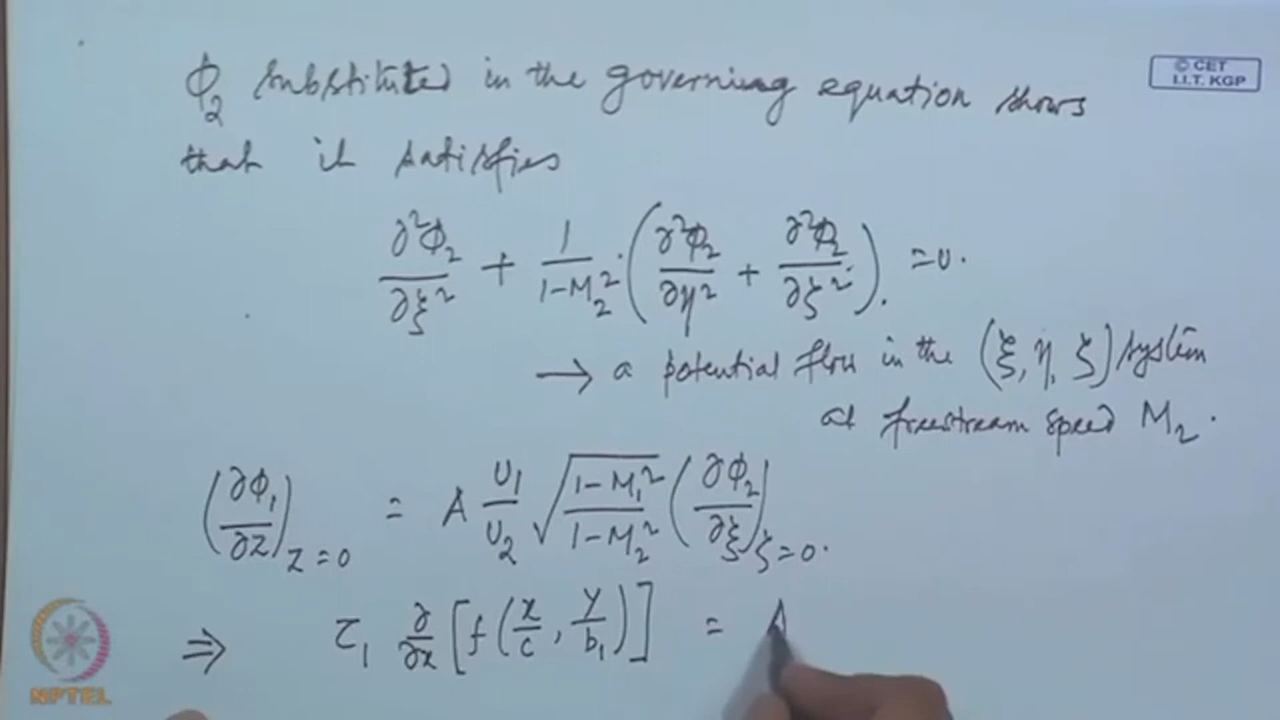 © CET
I.I.T. KGP
ϕ₂ substituted in the governing equation shows
that it satisfies
∂²ϕ₂/∂ξ² + 1/(1-M₂²) (∂²ϕ₂/∂η² + ∂²ϕ₂/∂ζ²) = 0.
→ a potential flow in the (ξ, η, ζ) system
at freestream speed M₂.
(∂ϕ₁/∂z)_{z=0} = A U₁/U₂ √((1-M₁²)/(1-M₂²)) (∂ϕ₂/∂ξ)_{ζ=0}.
⇒ τ₁ ∂/∂x [f(x/c, y/b₁)] = A
NPTEL